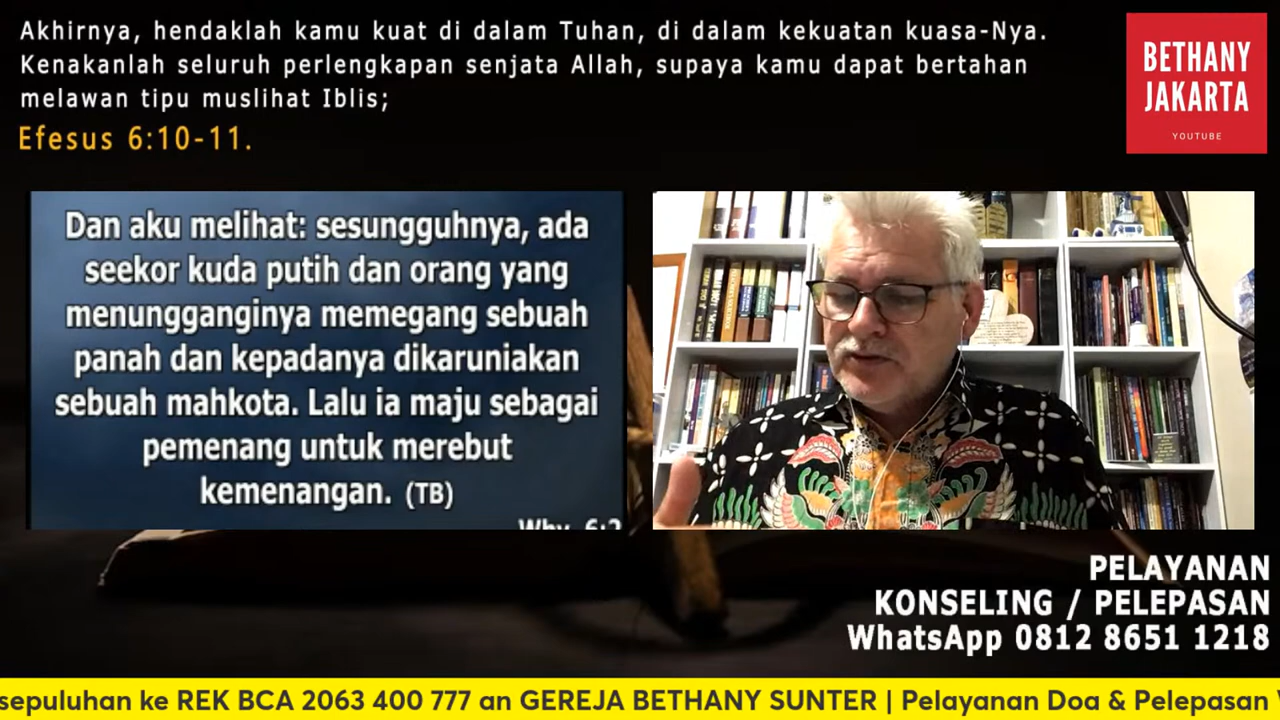 Akhirnya, hendaklah kamu kuat di dalam Tuhan, di dalam kekuatan kuasa-Nya.
Kenakanlah seluruh perlengkapan senjata Allah, supaya kamu dapat bertahan
melawan tipu muslihat Iblis;
Efesus 6:10-11.
BETHANY
JAKARTA
YOUTUBE
Dan aku melihat: sesungguhnya, ada
seekor kuda putih dan orang yang
menungganginya memegang sebuah
panah dan kepadanya dikaruniakan
sebuah mahkota. Lalu ia maju sebagai
pemenang untuk merebut
kemenangan. (TB)
Why. 6:2
PELAYANAN
KONSELING / PELEPASAN
WhatsApp 0812 8651 1218
sepuluhan ke REK BCA 2063 400 777 an GEREJA BETHANY SUNTER | Pelayanan Doa & Pelepasan